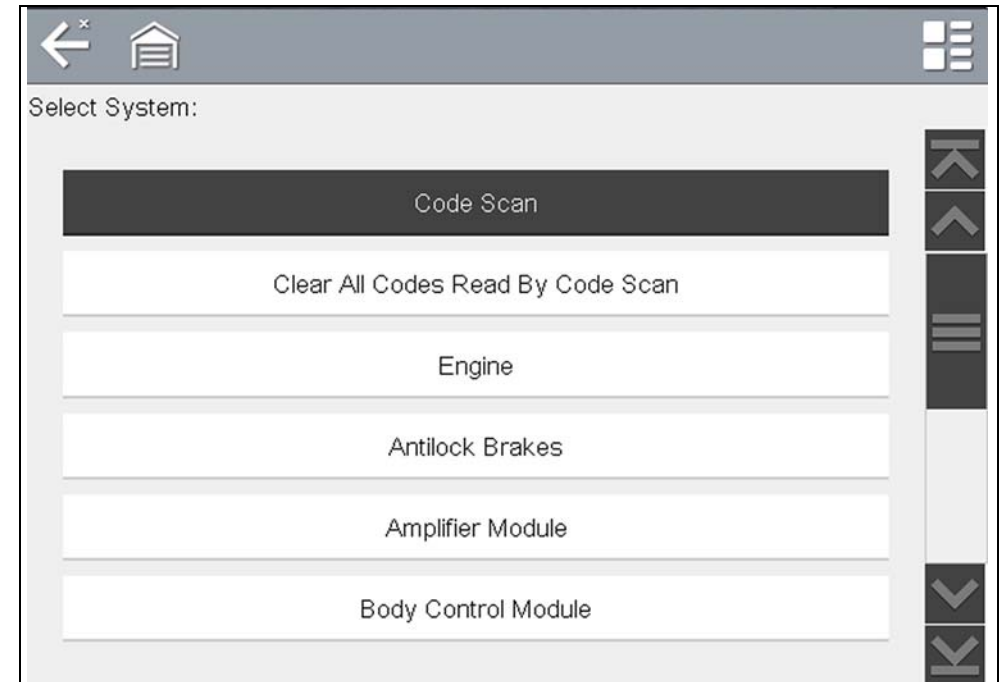 Select System:
Code Scan
Clear All Codes Read By Code Scan
Engine
Antilock Brakes
Amplifier Module
Body Control Module